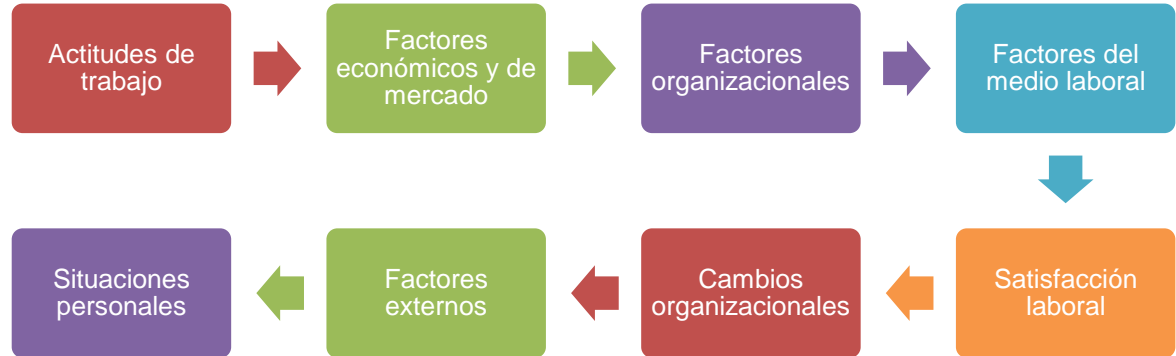 Actitudes de
trabajo
Factores
económicos y de
mercado
Factores
organizacionales
Factores del
medio laboral
Situaciones
personales
Factores
externos
Cambios
organizacionales
Satisfacción
laboral